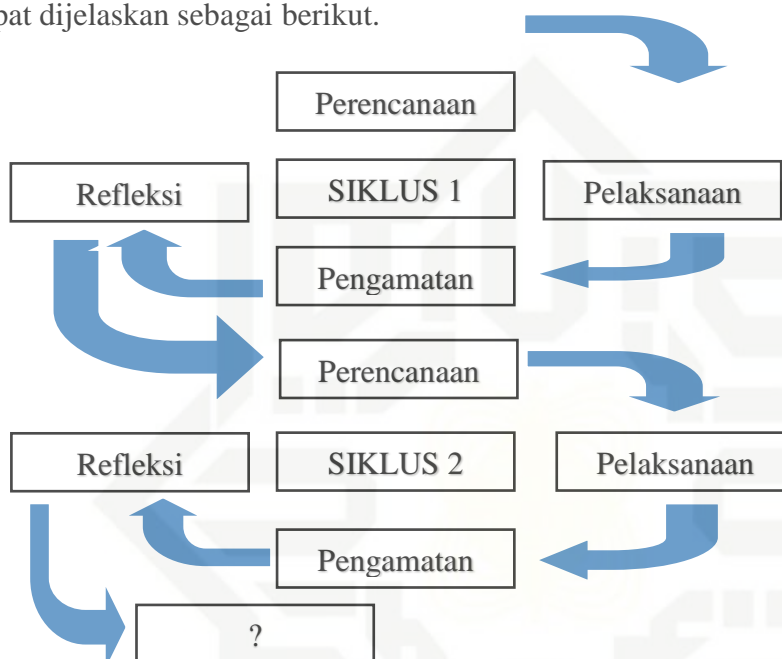 pat dijelaskan sebagai berikut.
Perencanaan
Refleksi
SIKLUS 1
Pelaksanaan
Pengamatan
Perencanaan
Refleksi
SIKLUS 2
Pelaksanaan
Pengamatan
?